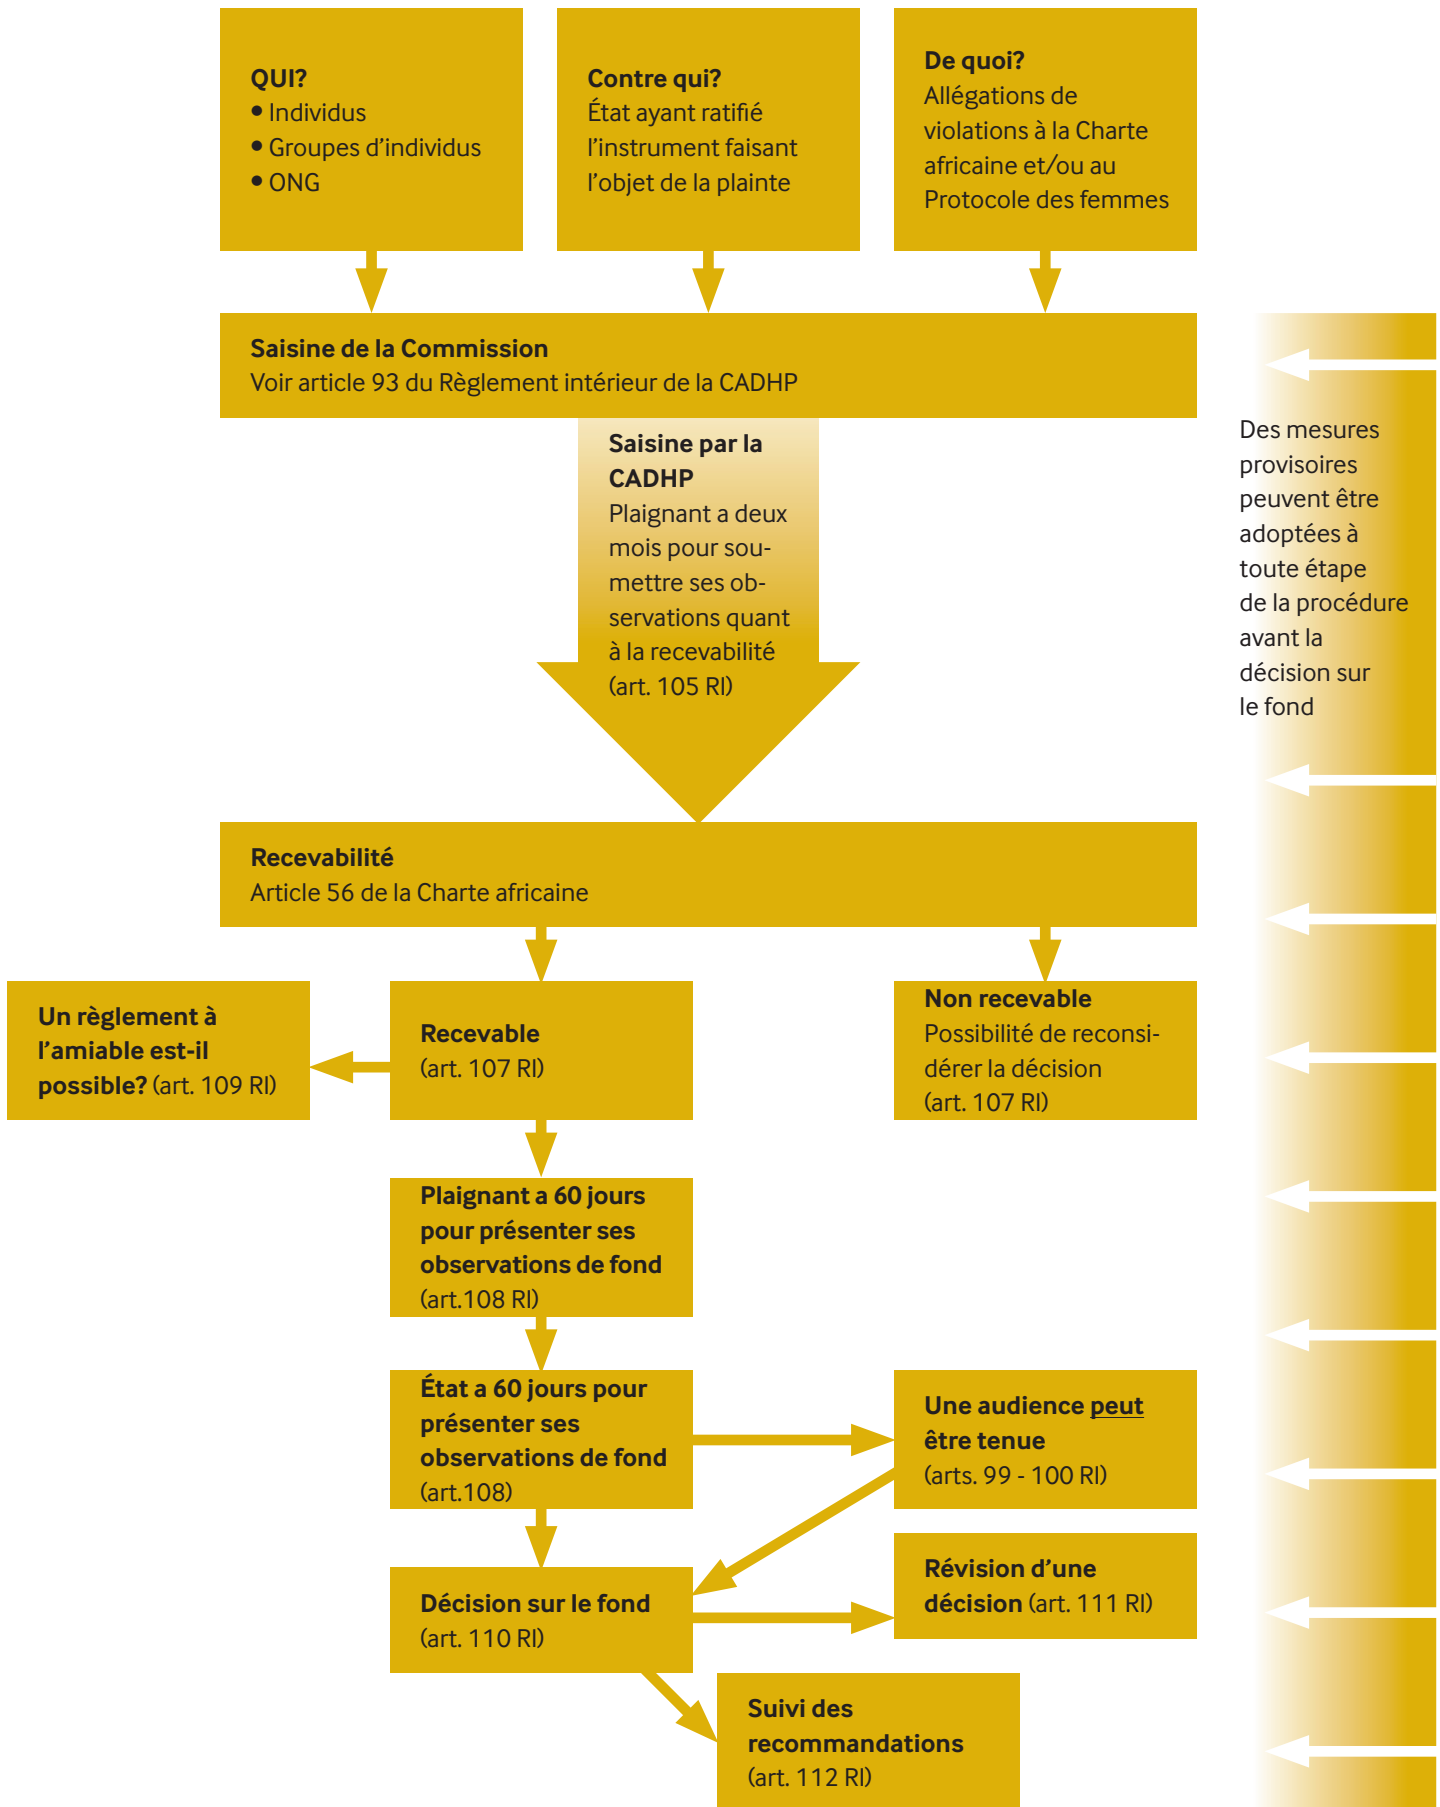 QUI?
• Individus
• Groupes d’individus
• ONG
Contre qui?
État ayant ratifié
l’instrument faisant
l’objet de la plainte
De quoi?
Allégations de
violations à la Charte
africaine et/ou au
Protocole des femmes
Saisine de la Commission
Voir article 93 du Règlement intérieur de la CADHP
Saisine par la
CADHP
Plaignant a deux
mois pour sou-
mettre ses ob-
servations quant
à la recevabilité
(art. 105 RI)
Des mesures
provisoires
peuvent être
adoptées à
toute étape
de la procédure
avant la
décision sur
le fond
Recevabilité
Article 56 de la Charte africaine
Un règlement à
l’amiable est-il
possible? (art. 109 RI)
Recevable
(art. 107 RI)
Non recevable
Possibilité de reconsi-
dérer la décision
(art. 107 RI)
Plaignant a 60 jours
pour présenter ses
observations de fond
(art.108 RI)
État a 60 jours pour
présenter ses
observations de fond
(art.108)
Une audience peut
être tenue
(arts. 99 - 100 RI)
Décision sur le fond
(art. 110 RI)
Révision d’une
décision (art. 111 RI)
Suivi des
recommandations
(art. 112 RI)